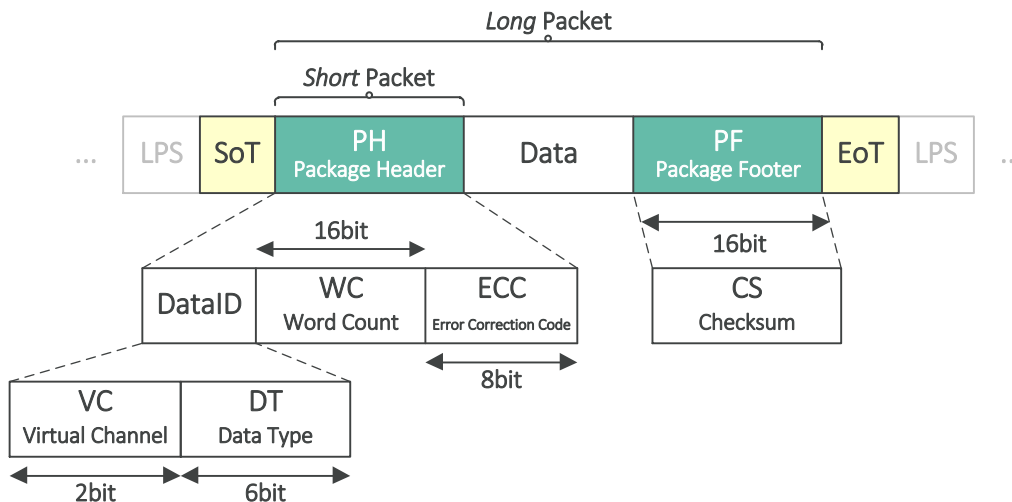 Long Packet
Short Packet
... LPS SoT PH Package Header Data PF Package Footer EoT LPS ..
16bit
16bit
DataID
WC
Word Count
ECC
Error Correction Code
CS
Checksum
8bit
VC
Virtual Channel
DT
Data Type
2bit
6bit